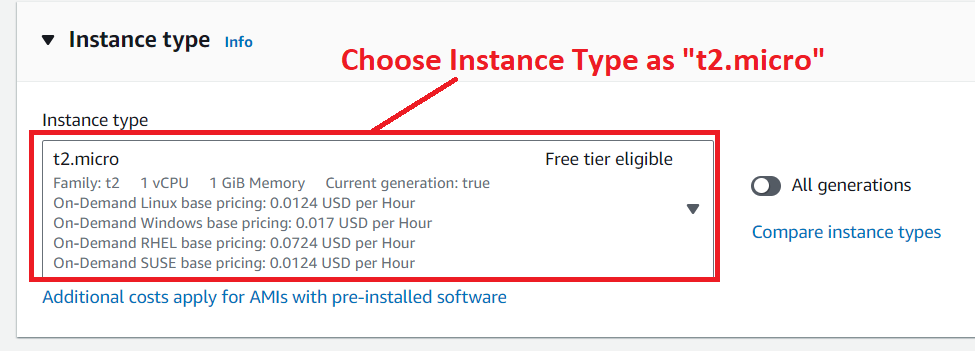 Instance type Info
Choose Instance Type as "t2.micro"
Instance type
t2.micro Free tier eligible
Family: t2 1 vCPU 1 GiB Memory Current generation: true
On-Demand Linux base pricing: 0.0124 USD per Hour
On-Demand Windows base pricing: 0.017 USD per Hour
On-Demand RHEL base pricing: 0.0724 USD per Hour
On-Demand SUSE base pricing: 0.0124 USD per Hour
All generations
Compare instance types
Additional costs apply for AMIs with pre-installed software